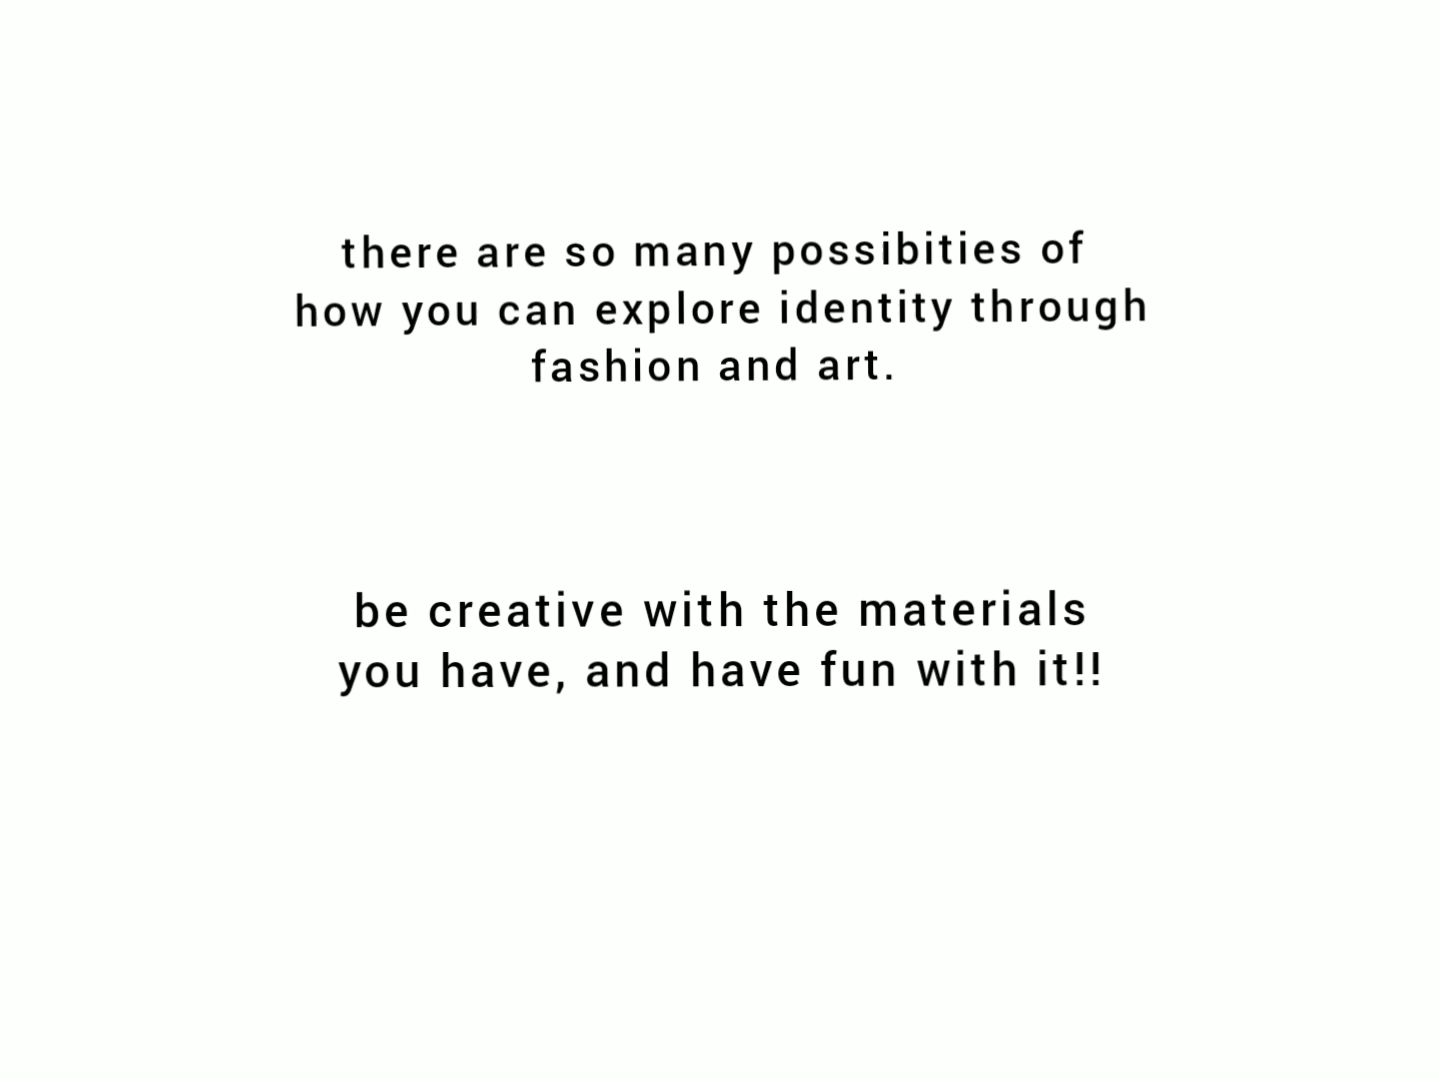 there are so many possibities of
how you can explore identity through
fashion and art.
be creative with the materials
you have, and have fun with it!!